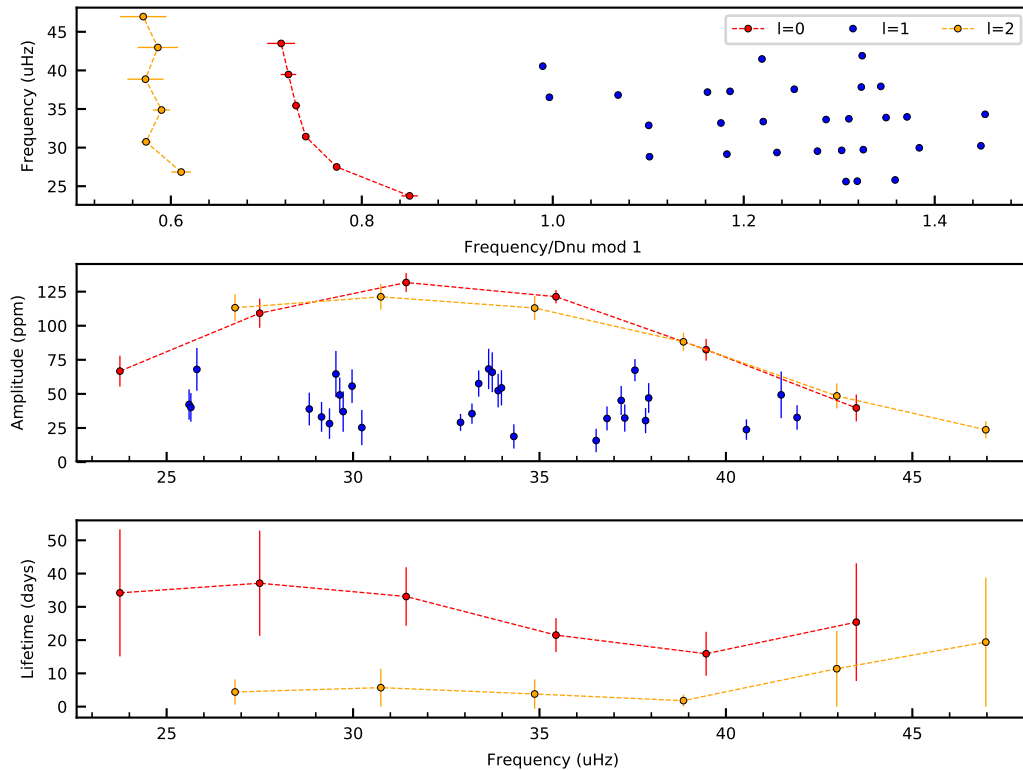 l=0 l=1 l=2
Frequency (uHz)
45
40
35
30
25
0.6 0.8 1.0 1.2 1.4
Frequency/Dnu mod 1
Amplitude (ppm)
125
100
75
50
25
0
25 30 35 40 45
Lifetime (days)
50
40
30
20
10
0
25 30 35 40 45
Frequency (uHz)